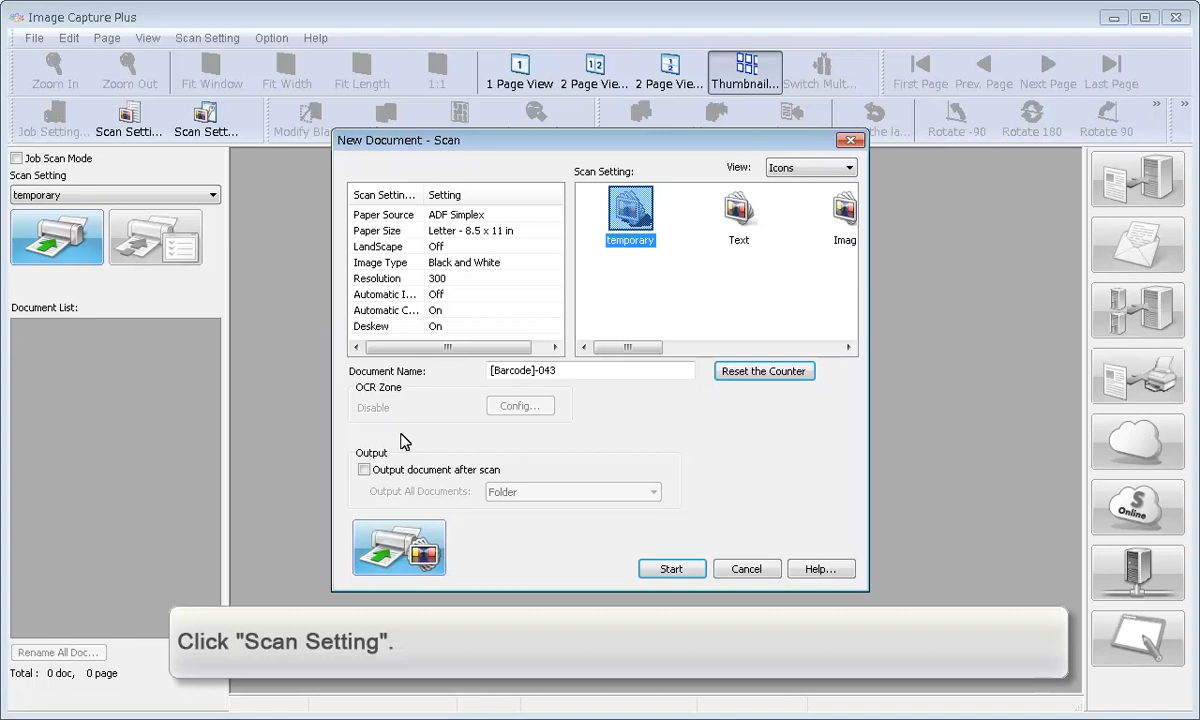 Image Capture Plus
File Edit Page View Scan Setting Option Help
Zoom In Zoom Out Fit Window Fit Width Fit Length 1:1 1 Page View 2 Page Vie... 2 Page Vie... Thumbnail... Switch Mult... First Page Prev. Page Next Page Last Page
Job Setting... Scan Setti... Scan Sett... Modify Bla the la... Rotate -90 Rotate 180 Rotate 90
Job Scan Mode
Scan Setting
temporary
Document List:
Rename All Doc...
Total : 0 doc, 0 page
New Document - Scan
Scan Setting: View: Icons
Scan Settin... Setting
Paper Source ADF Simplex
Paper Size Letter - 8.5 x 11 in
LandScape Off
Image Type Black and White
Resolution 300
Automatic I... Off
Automatic C... On
Deskew On
temporary Text Imag
Document Name: [Barcode]-043 Reset the Counter
OCR Zone
Disable Config...
Output
Output document after scan
Output All Documents: Folder
Start Cancel Help...
S
Online
Click "Scan Setting".